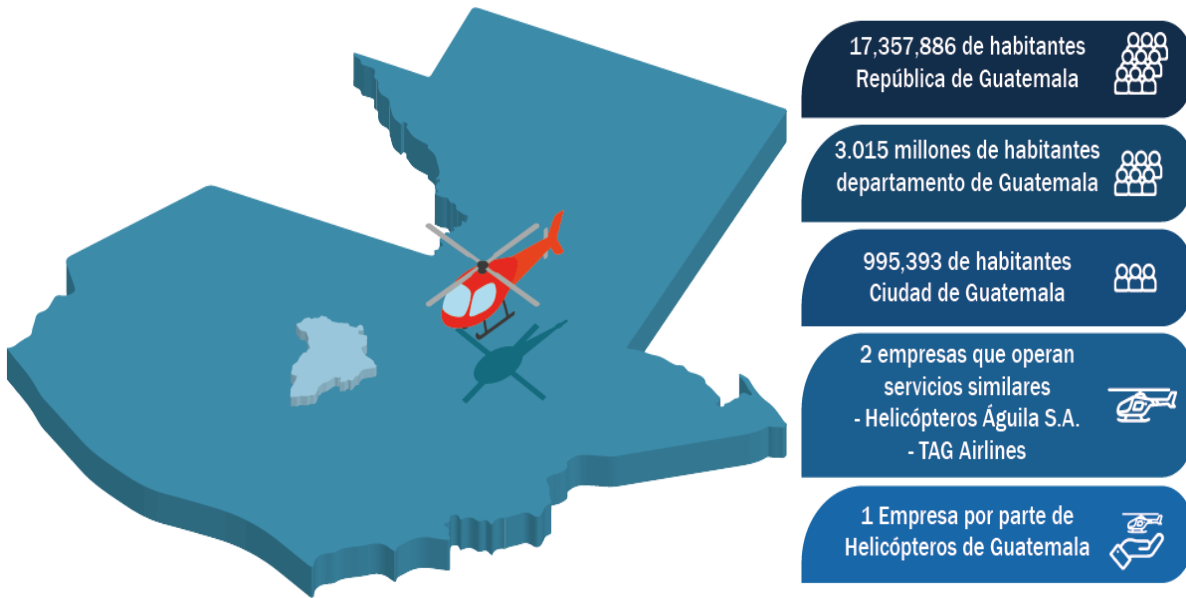 17,357,886 de habitantes
República de Guatemala
3.015 millones de habitantes
departamento de Guatemala
995,393 de habitantes
Ciudad de Guatemala
2 empresas que operan
servicios similares
- Helicópteros Águila S.A.
- TAG Airlines
1 Empresa por parte de
Helicópteros de Guatemala